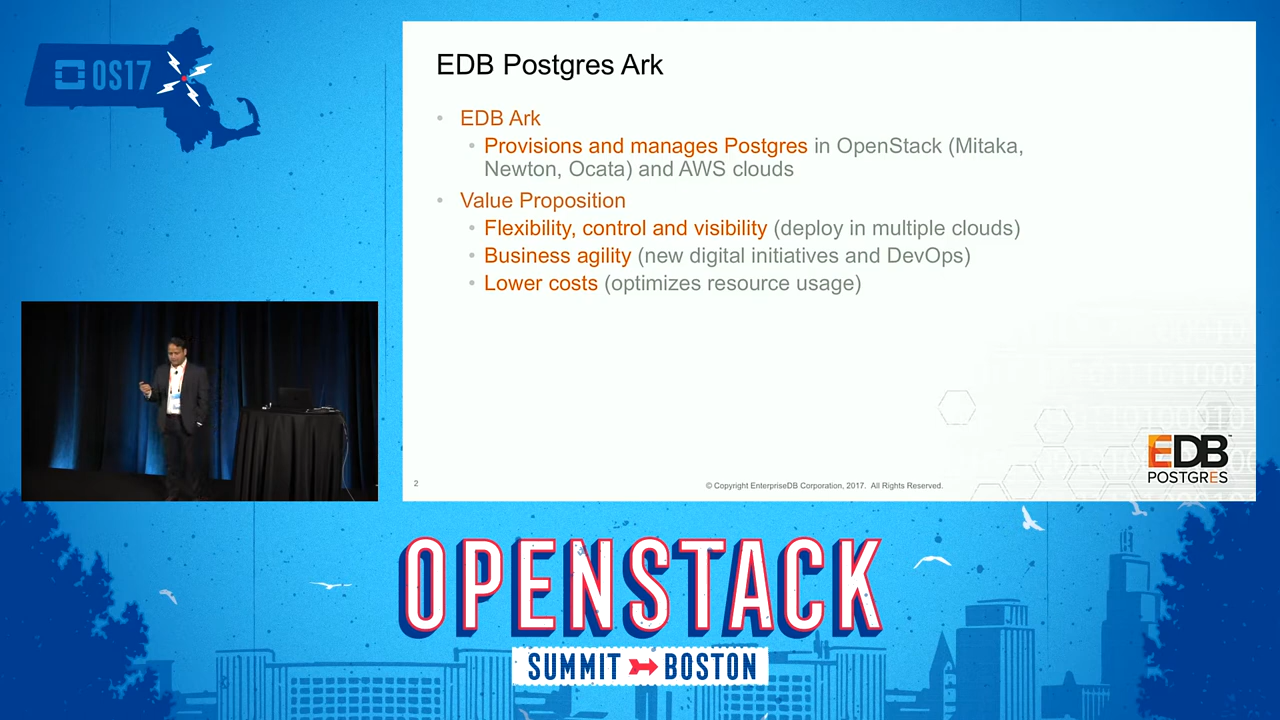 OS17
EDB Postgres Ark
• EDB Ark
• Provisions and manages Postgres in OpenStack (Mitaka,
Newton, Ocata) and AWS clouds
• Value Proposition
• Flexibility, control and visibility (deploy in multiple clouds)
• Business agility (new digital initiatives and DevOps)
• Lower costs (optimizes resource usage)
EDB™
POSTGRES
2
© Copyright EnterpriseDB Corporation, 2017. All Rights Reserved.
OPENSTACK
SUMMIT BOSTON